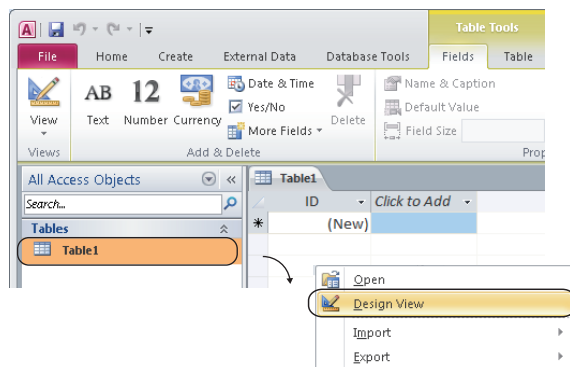 A
Table Tools
File Home Create External Data Database Tools Fields Table
View
AB
Text
12
Number
Currency
Date & Time
Yes/No
More Fields
Delete
Name & Caption
Default Value
Field Size
Views Add & Delete Prop
All Access Objects
Search...
Tables
Table1
Table1
ID Click to Add
(New)
Open
Design View
Import
Export